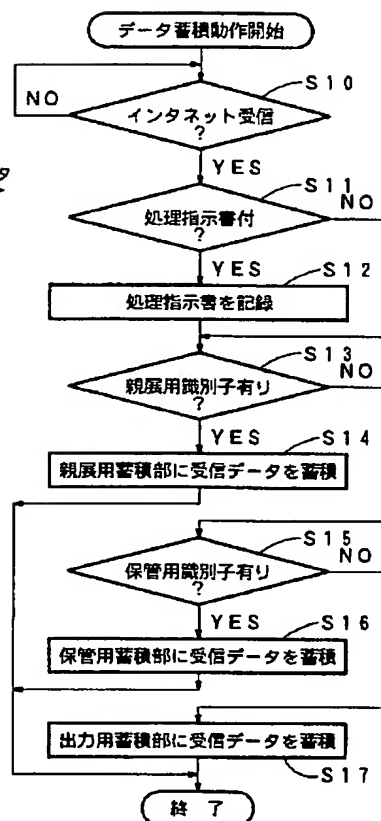 データ蓄積動作開始
S10
NO
インタネット受信
?
YES
タ
S11
NO
処理指示書付
?
YES
S12
処理指示書を記録
S13
親展用識別子有り
NO
?
YES
S14
親展用蓄積部に受信データを蓄積
S15
NO
保管用識別子有り
?
YES
S16
保管用蓄積部に受信データを蓄積
出力用蓄積部に受信データを蓄積
S17
終了